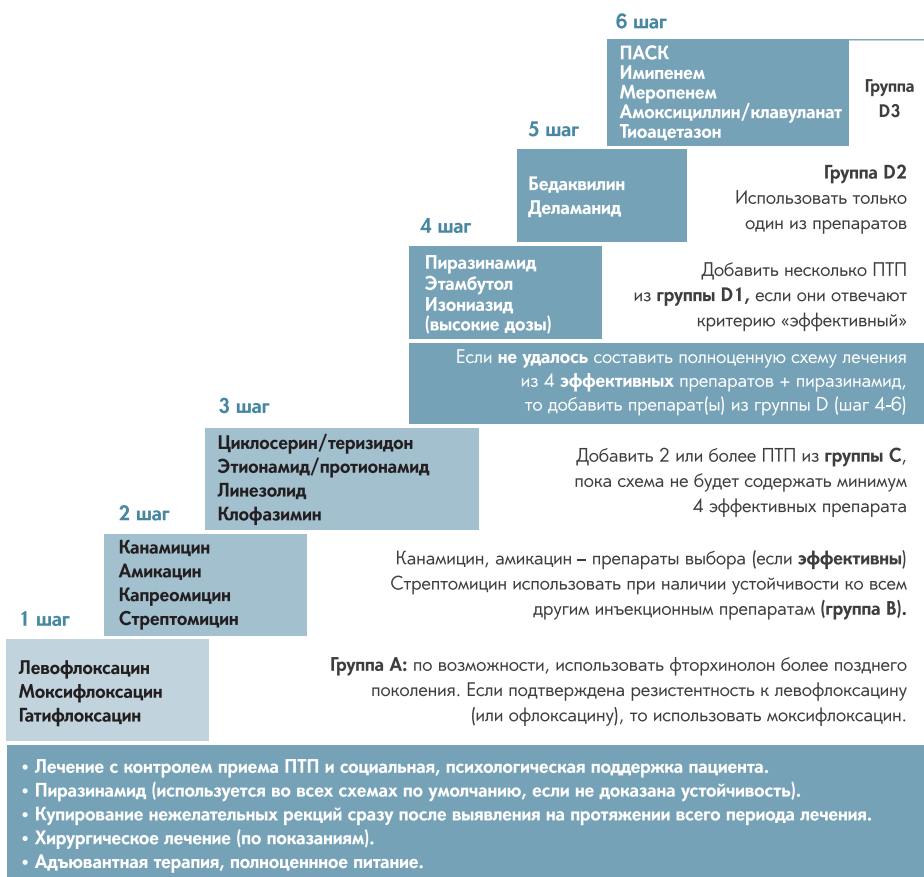 6 шаг
ПАСК
Имипенем
Меропенем
Амоксициллин/клавуланат
Тиоацетазон
Группа
D3
5 шаг
Бедаквилин
Деламанид
Группа D2
Использовать только
один из препаратов
4 шаг
Пиразинамид
Этамбутол
Изониазид
(высокие дозы)
Добавить несколько ПТП
из группы D1, если они отвечают
критерию «эффективный»
Если не удалось составить полноценную схему лечения
из 4 эффективных препаратов + пиразинамид,
то добавить препарат(ы) из группы D (шаг 4-6)
3 шаг
Циклосерин/теризидон
Этионамид/протионамид
Линезолид
Клофазимин
Добавить 2 или более ПТП из группы С,
пока схема не будет содержать минимум
4 эффективных препарата
2 шаг
Канамицин
Амикацин
Капреомицин
Стрептомицин
Канамицин, амикацин – препараты выбора (если эффективны)
Стрептомицин использовать при наличии устойчивости ко всем
другим инъекционным препаратам (группа В).
1 шаг
Левофлоксацин
Моксифлоксацин
Гатифлоксацин
Группа А: по возможности, использовать фторхинолон более позднего
поколения. Если подтверждена резистентность к левофлоксацину
(или офлоксацину), то использовать моксифлоксацин.
• Лечение с контролем приема ПТП и социальная, психологическая поддержка пациента.
• Пиразинамид (используется во всех схемах по умолчанию, если не доказана устойчивость).
• Купирование нежелательных рекций сразу после выявления на протяжении всего периода лечения.
• Хирургическое лечение (по показаниям).
• Адъювантная терапия, полноценнное питание.